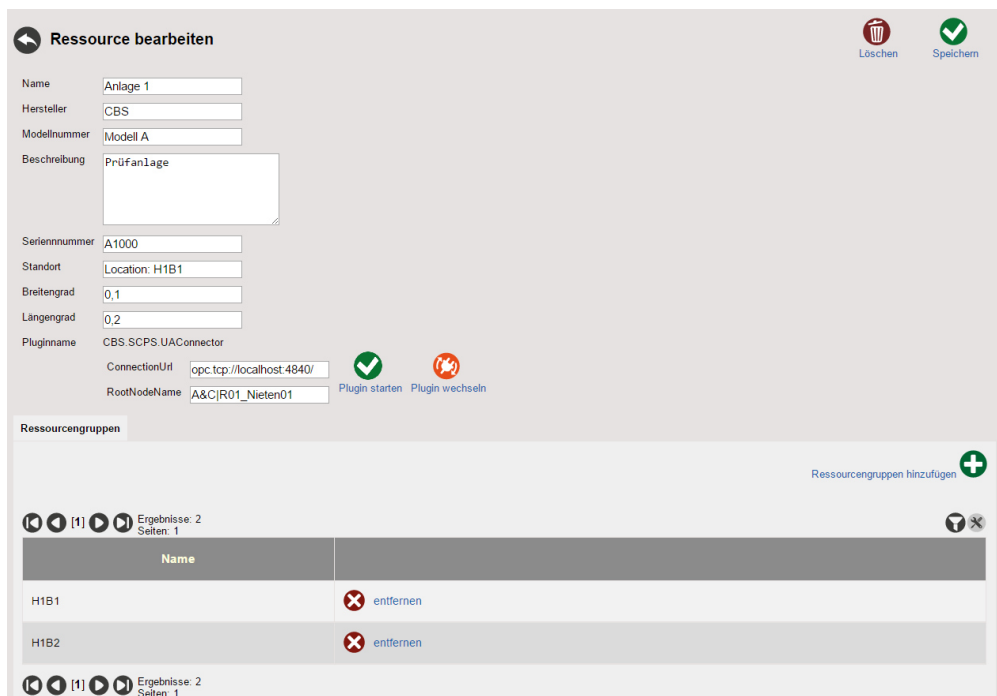 Ressource bearbeiten
Löschen
Speichern
Name Anlage 1
Hersteller CBS
Modellnummer Modell A
Beschreibung Prüfanlage
Seriennnummer A1000
Standort Location: H1B1
Breitengrad 0,1
Längengrad 0,2
Pluginname CBS.SCPS.UAConnector
ConnectionUrl opc.tcp://localhost:4840/
RootNodeName A&C|R01_Nieten01
Plugin starten Plugin wechseln
Ressourcengruppen
Ressourcengruppen hinzufügen
[1] Ergebnisse: 2
Seiten: 1
Name
H1B1 entfernen
H1B2 entfernen
[1] Ergebnisse: 2
Seiten: 1